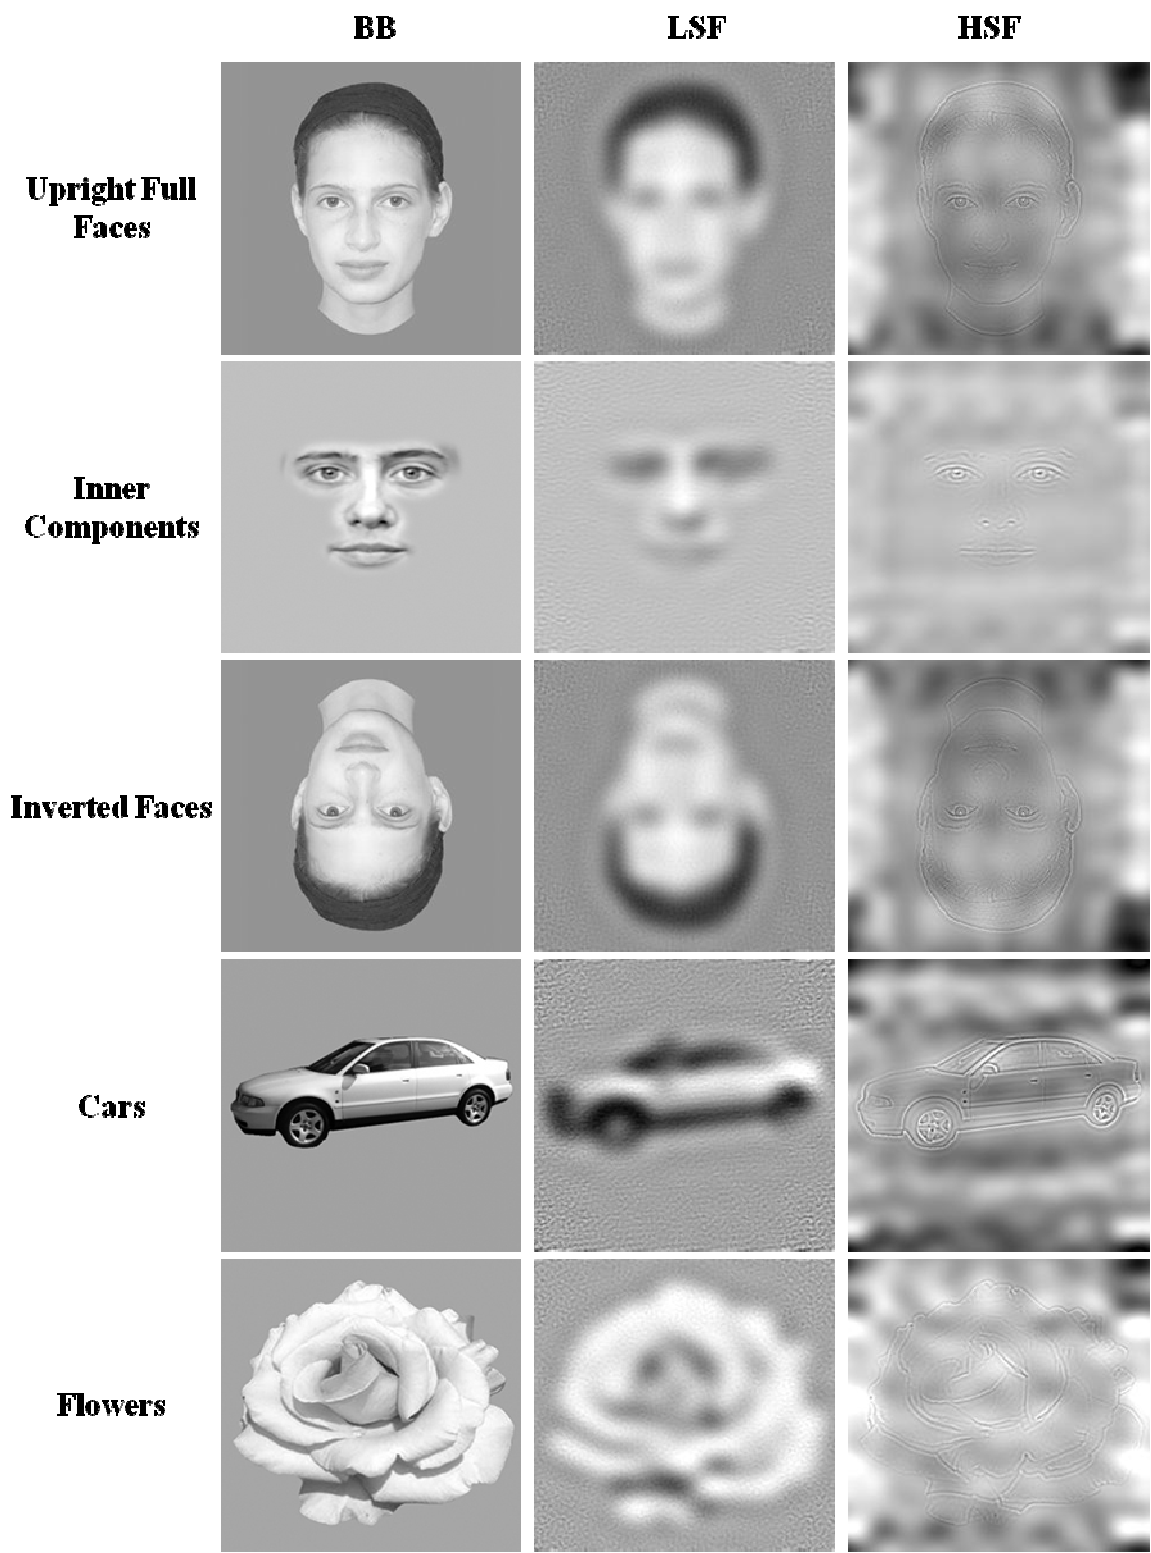 BB
LSF
HSF
Upright Full
Faces
Inner
Components
Inverted Faces
Cars
Flowers